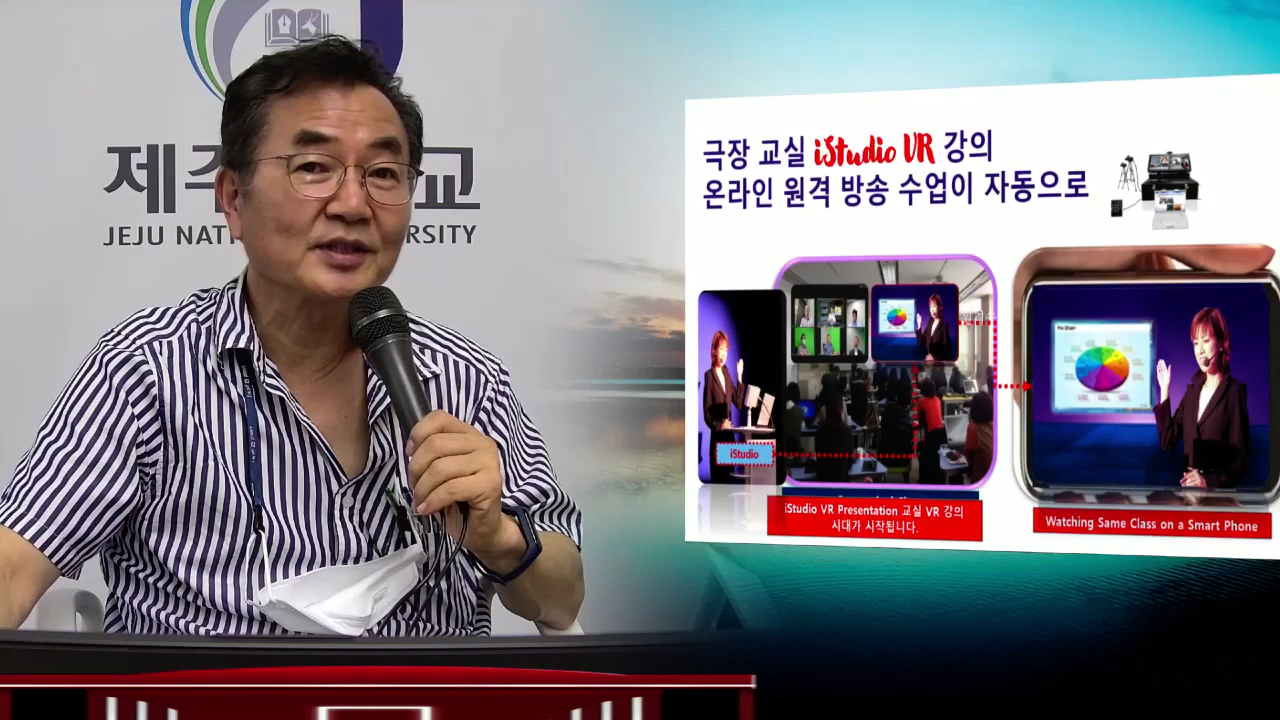 제주 교
JEJU NATI RSITY
극장 교실 iStudio VR 강의
온라인 원격 방송 수업이 자동으로
iStudio
iStudio VR Presentation 교실 VR 강의
시대가 시작됩니다.
Watching Same Class on a Smart Phone